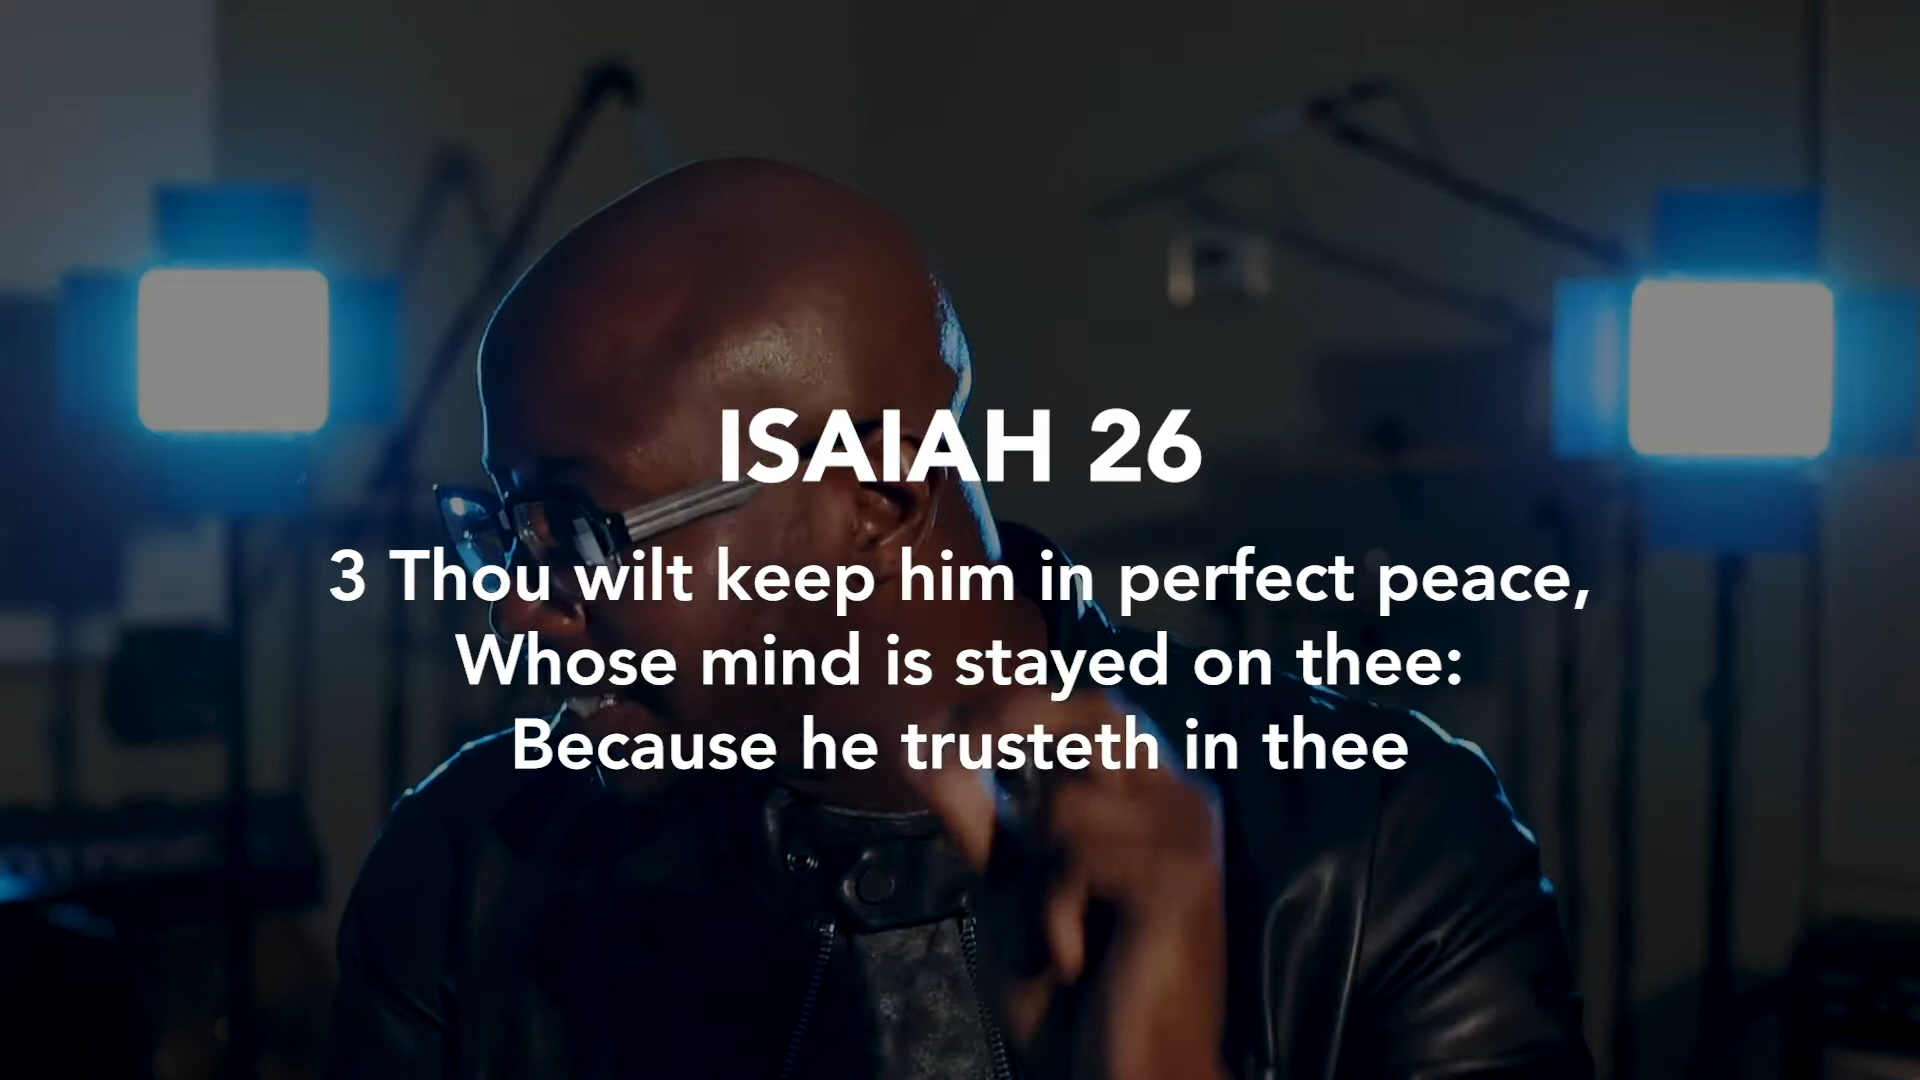 ISAIAH 26
3 Thou wilt keep him in perfect peace,
Whose mind is stayed on thee:
Because he trusteth in thee